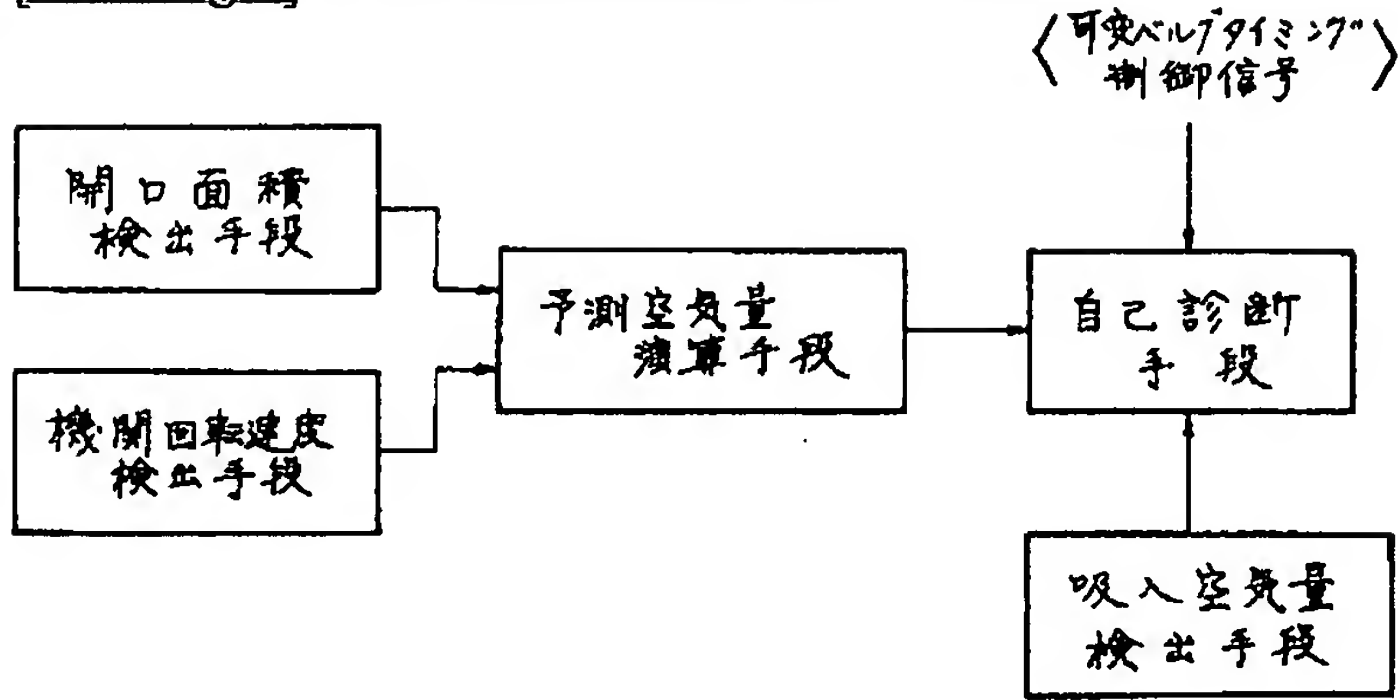 〈可変バルブタイミング
制御信号〉
開口面積
検出手段
予測空気量
演算手段
自己診断
手段
機関回転速度
検出手段
吸入空気量
検出手段